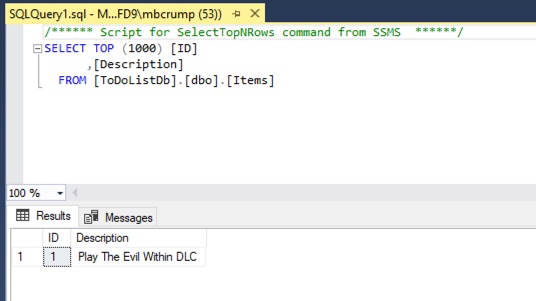 SQLQuery1.sql - M...FD9\mbcrump (53))
/****** Script for SelectTopNRows command from SSMS  ******/
SELECT TOP (1000) [ID]
      ,[Description]
  FROM [ToDoListDb].[dbo].[Items]
100 %
Results Messages
ID Description
1 1 Play The Evil Within DLC